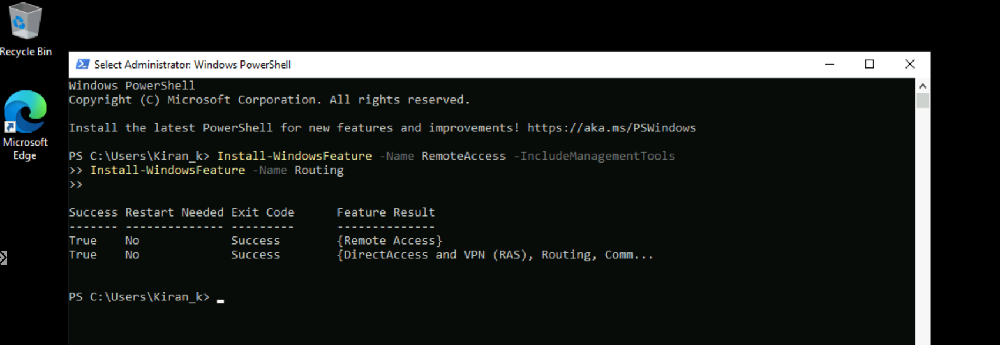 Recycle Bin
Microsoft
Edge
Select Administrator: Windows PowerShell
Windows PowerShell
Copyright (C) Microsoft Corporation. All rights reserved.
Install the latest PowerShell for new features and improvements! https://aka.ms/PSWindows
PS C:\Users\Kiran_k> Install-WindowsFeature -Name RemoteAccess -IncludeManagementTools
>> Install-WindowsFeature -Name Routing
>>
Success Restart Needed Exit Code      Feature Result
------- -------------- ---------      --------------
True    No             Success        {Remote Access}
True    No             Success        {DirectAccess and VPN (RAS), Routing, Comm...
PS C:\Users\Kiran_k>